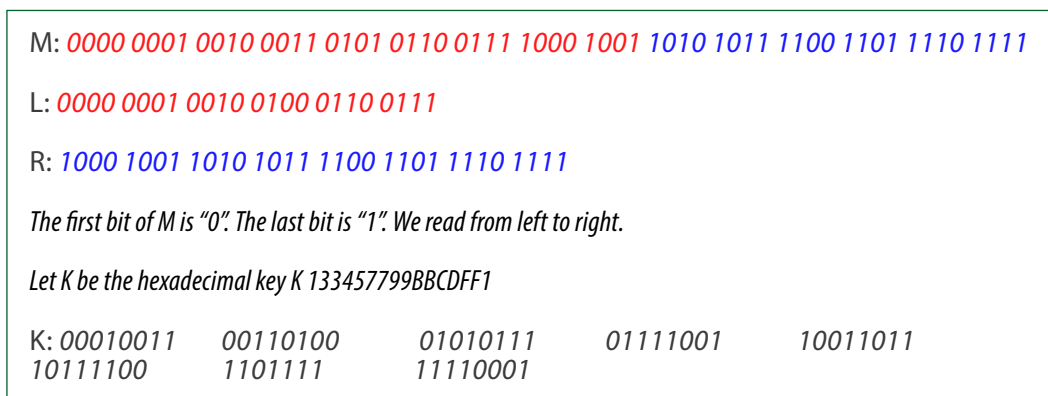 M: 0000 0001 0010 0011 0101 0110 0111 1000 1001 1010 1011 1100 1101 1110 1111
L: 0000 0001 0010 0100 0110 0111
R: 1000 1001 1010 1011 1100 1101 1110 1111
The first bit of M is “0”. The last bit is “1”. We read from left to right.
Let K be the hexadecimal key K 133457799BBCDFF1
K: 00010011 00110100 01010111 01111001 10011011
10111100 1101111 11110001